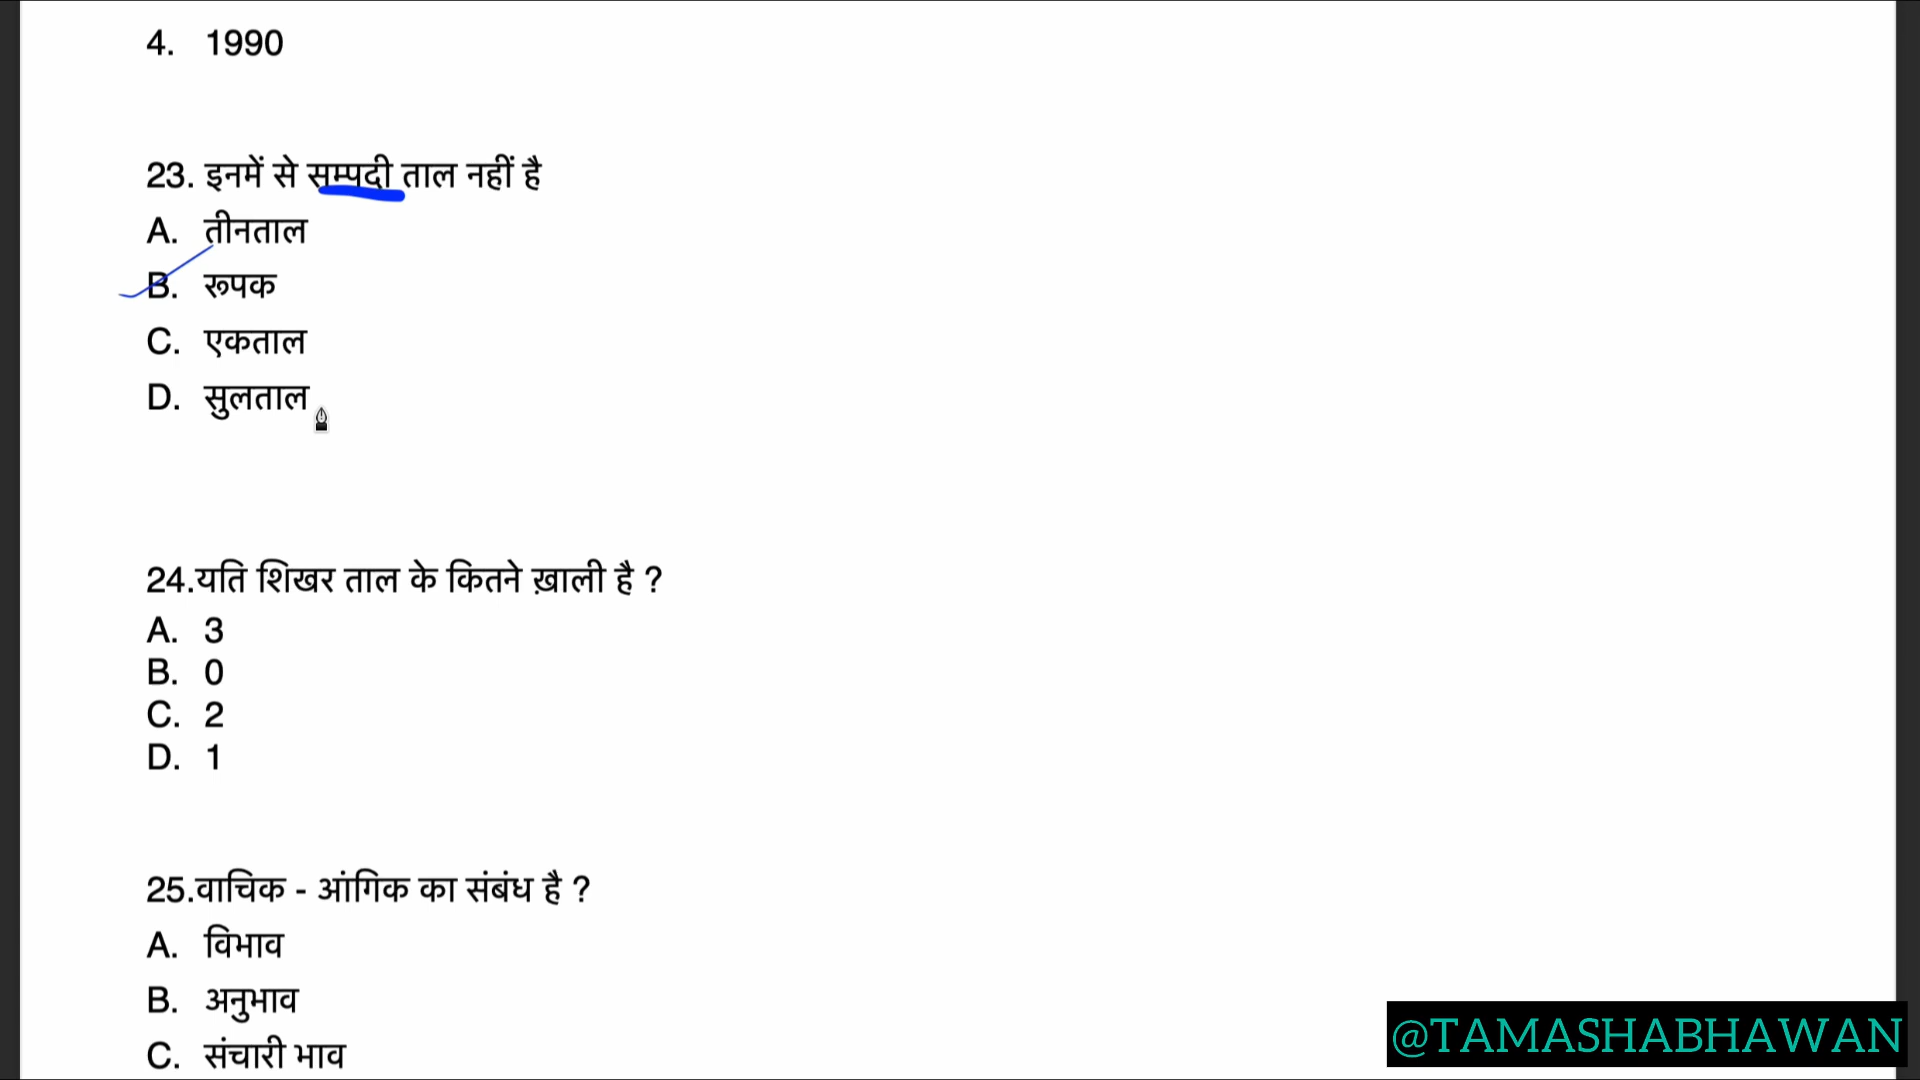 4. 1990
23. इनमें से सम्पदी ताल नहीं है
A. तीनताल
B. रूपक
C. एकताल
D. सुलताल
24.यति शिखर ताल के कितने ख़ाली है ?
A. 3
B. 0
C. 2
D. 1
25.वाचिक - आंगिक का संबंध है ?
A. विभाव
B. अनुभाव
C. संचारी भाव
@TAMASHABHAWAN